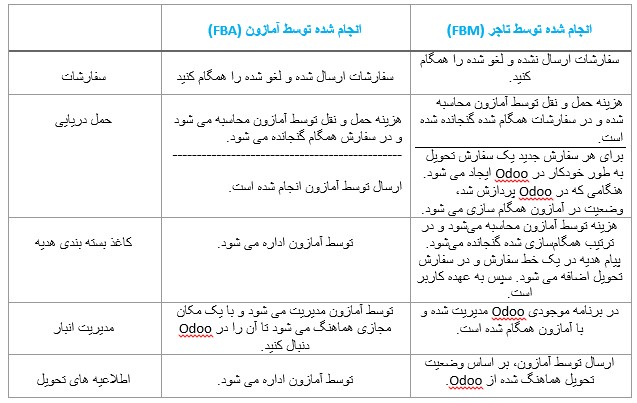 انجام شده توسط تاجر (FBM)
انجام شده توسط آمازون (FBA)
سفارشات ارسال نشده و لغو شده را همگام
کنید.
سفارشات ارسال شده و لغو شده را همگام کنید
سفارشات
هزینه حمل و نقل توسط آمازون محاسبه
شده و در سفارشات همگام شده گنجانده شده
است.
برای هر سفارش جدید یک سفارش تحویل
به طور خودکار در Odoo ایجاد می شود.
هنگامی که در Odoo پردازش شد،
وضعیت در آمازون همگام سازی می شود.
هزینه حمل و نقل توسط آمازون محاسبه می شود
و در سفارش همگام گنجانده می شود.
-----------------------------------------------
ارسال توسط آمازون انجام شده است.
حمل دریایی
هزینه توسط آمازون محاسبه می‌شود و در
ترتیب همگام‌سازی شده گنجانده می‌شود.
پیام هدیه در یک خط سفارش و در سفارش
تحویل اضافه می شود. سپس به عهده کاربر
است.
توسط آمازون اداره می شود.
کاغذ بسته بندی هدیه
در برنامه موجودی Odoo مدیریت شده و
با آمازون همگام شده است.
توسط آمازون مدیریت می شود و با یک مکان
مجازی هماهنگ می شود تا آن را در Odoo
دنبال کنید.
مدیریت انبار
ارسال توسط آمازون، بر اساس وضعیت
تحویل هماهنگ شده از Odoo.
توسط آمازون اداره می شود.
اطلاعیه های تحویل